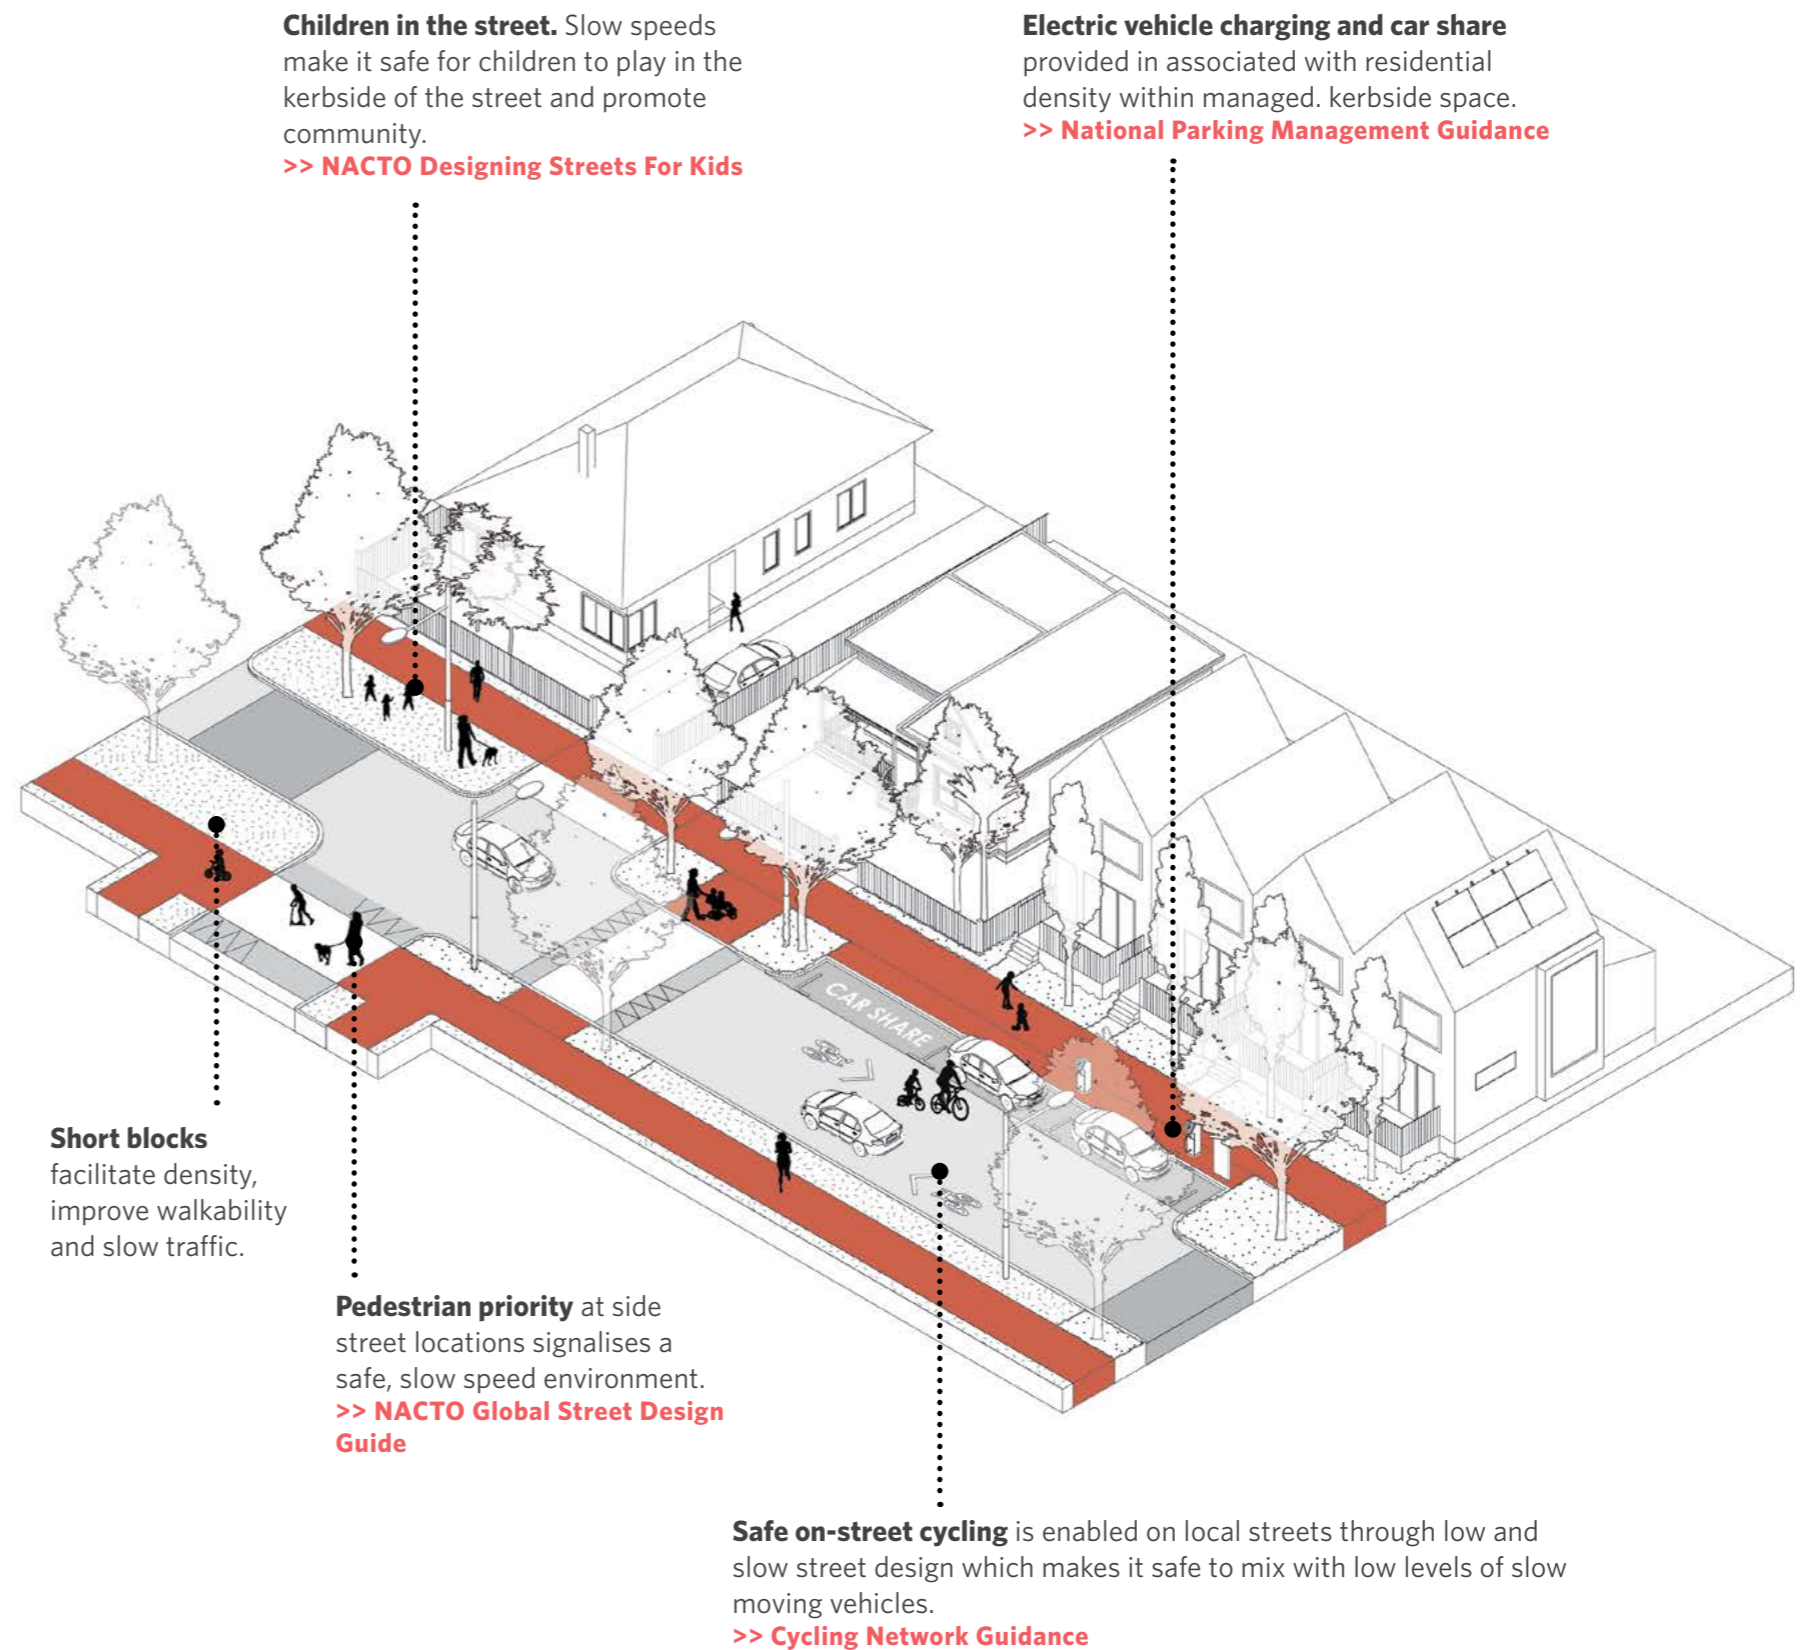 Children in the street. Slow speeds
make it safe for children to play in the
kerbside of the street and promote
community.
>> NACTO Designing Streets For Kids
Electric vehicle charging and car share
provided in associated with residential
density within managed. kerbside space.
>> National Parking Management Guidance
CAR SHARE
Short blocks
facilitate density,
improve walkability
and slow traffic.
Pedestrian priority at side
street locations signalises a
safe, slow speed environment.
>> NACTO Global Street Design
Guide
Safe on-street cycling is enabled on local streets through low and
slow street design which makes it safe to mix with low levels of slow
moving vehicles.
>> Cycling Network Guidance